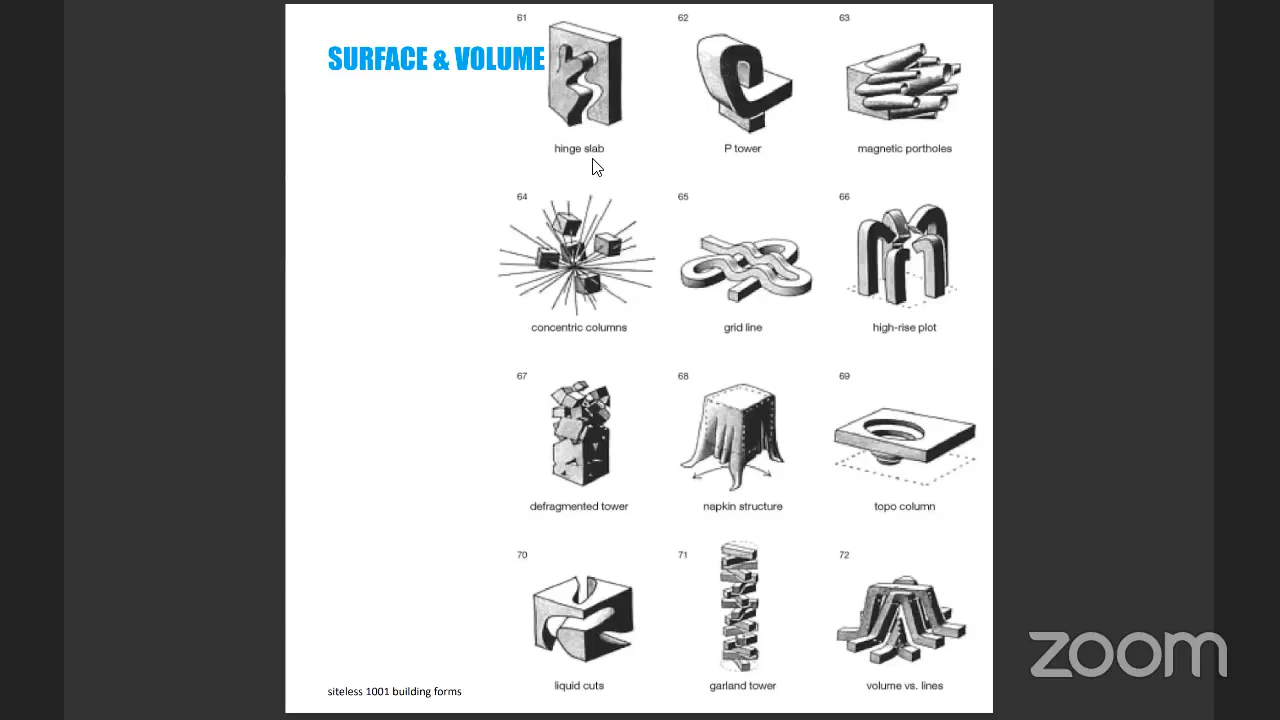 SURFACE & VOLUME
61
62
63
hinge slab
P tower
magnetic portholes
64
65
66
concentric columns
grid line
high-rise plot
67
68
69
defragmented tower
napkin structure
topo column
70
71
72
liquid cuts
garland tower
volume vs. lines
siteless 1001 building forms
zoom